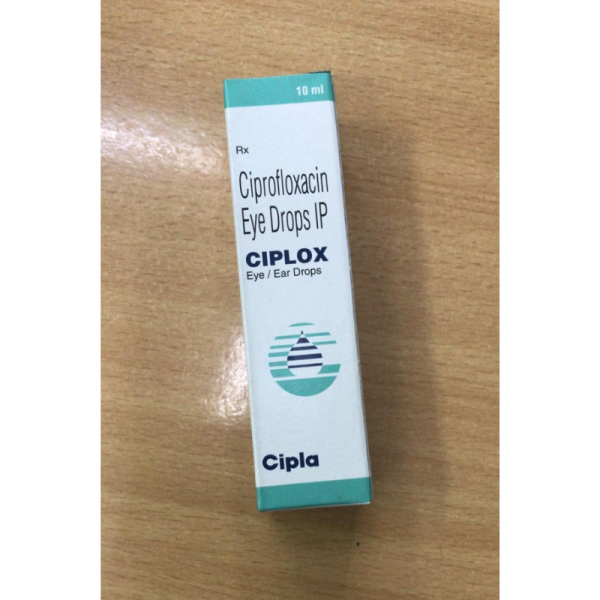 10 ml
Rx
Ciprofloxacin
Eye Drops IP
CIPLOX
Eye / Ear Drops
Cipla